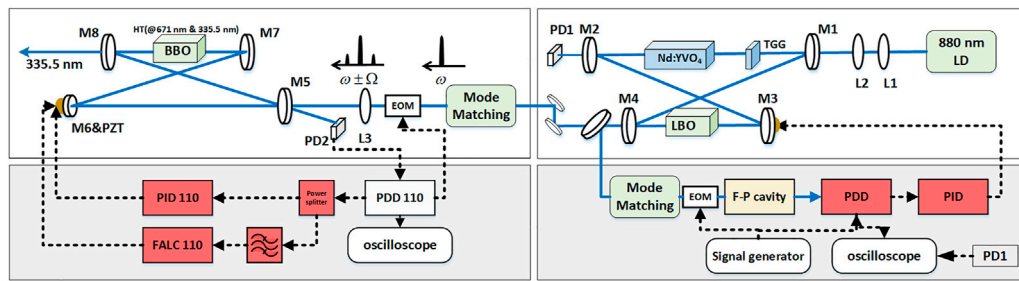 M8
HT(@671 nm & 335.5 nm)
BBO
M7
335.5 nm
M6&PZT
ω ± Ω
ω
M5
EOM
Mode
Matching
PD2
L3
PID 110
Power
splitter
PDD 110
FALC 110
oscilloscope
PD1
M2
Nd:YVO₄
TGG
M1
L2
L1
880 nm
LD
M4
LBO
M3
Mode
Matching
EOM
F-P cavity
PDD
PID
Signal generator
oscilloscope
PD1